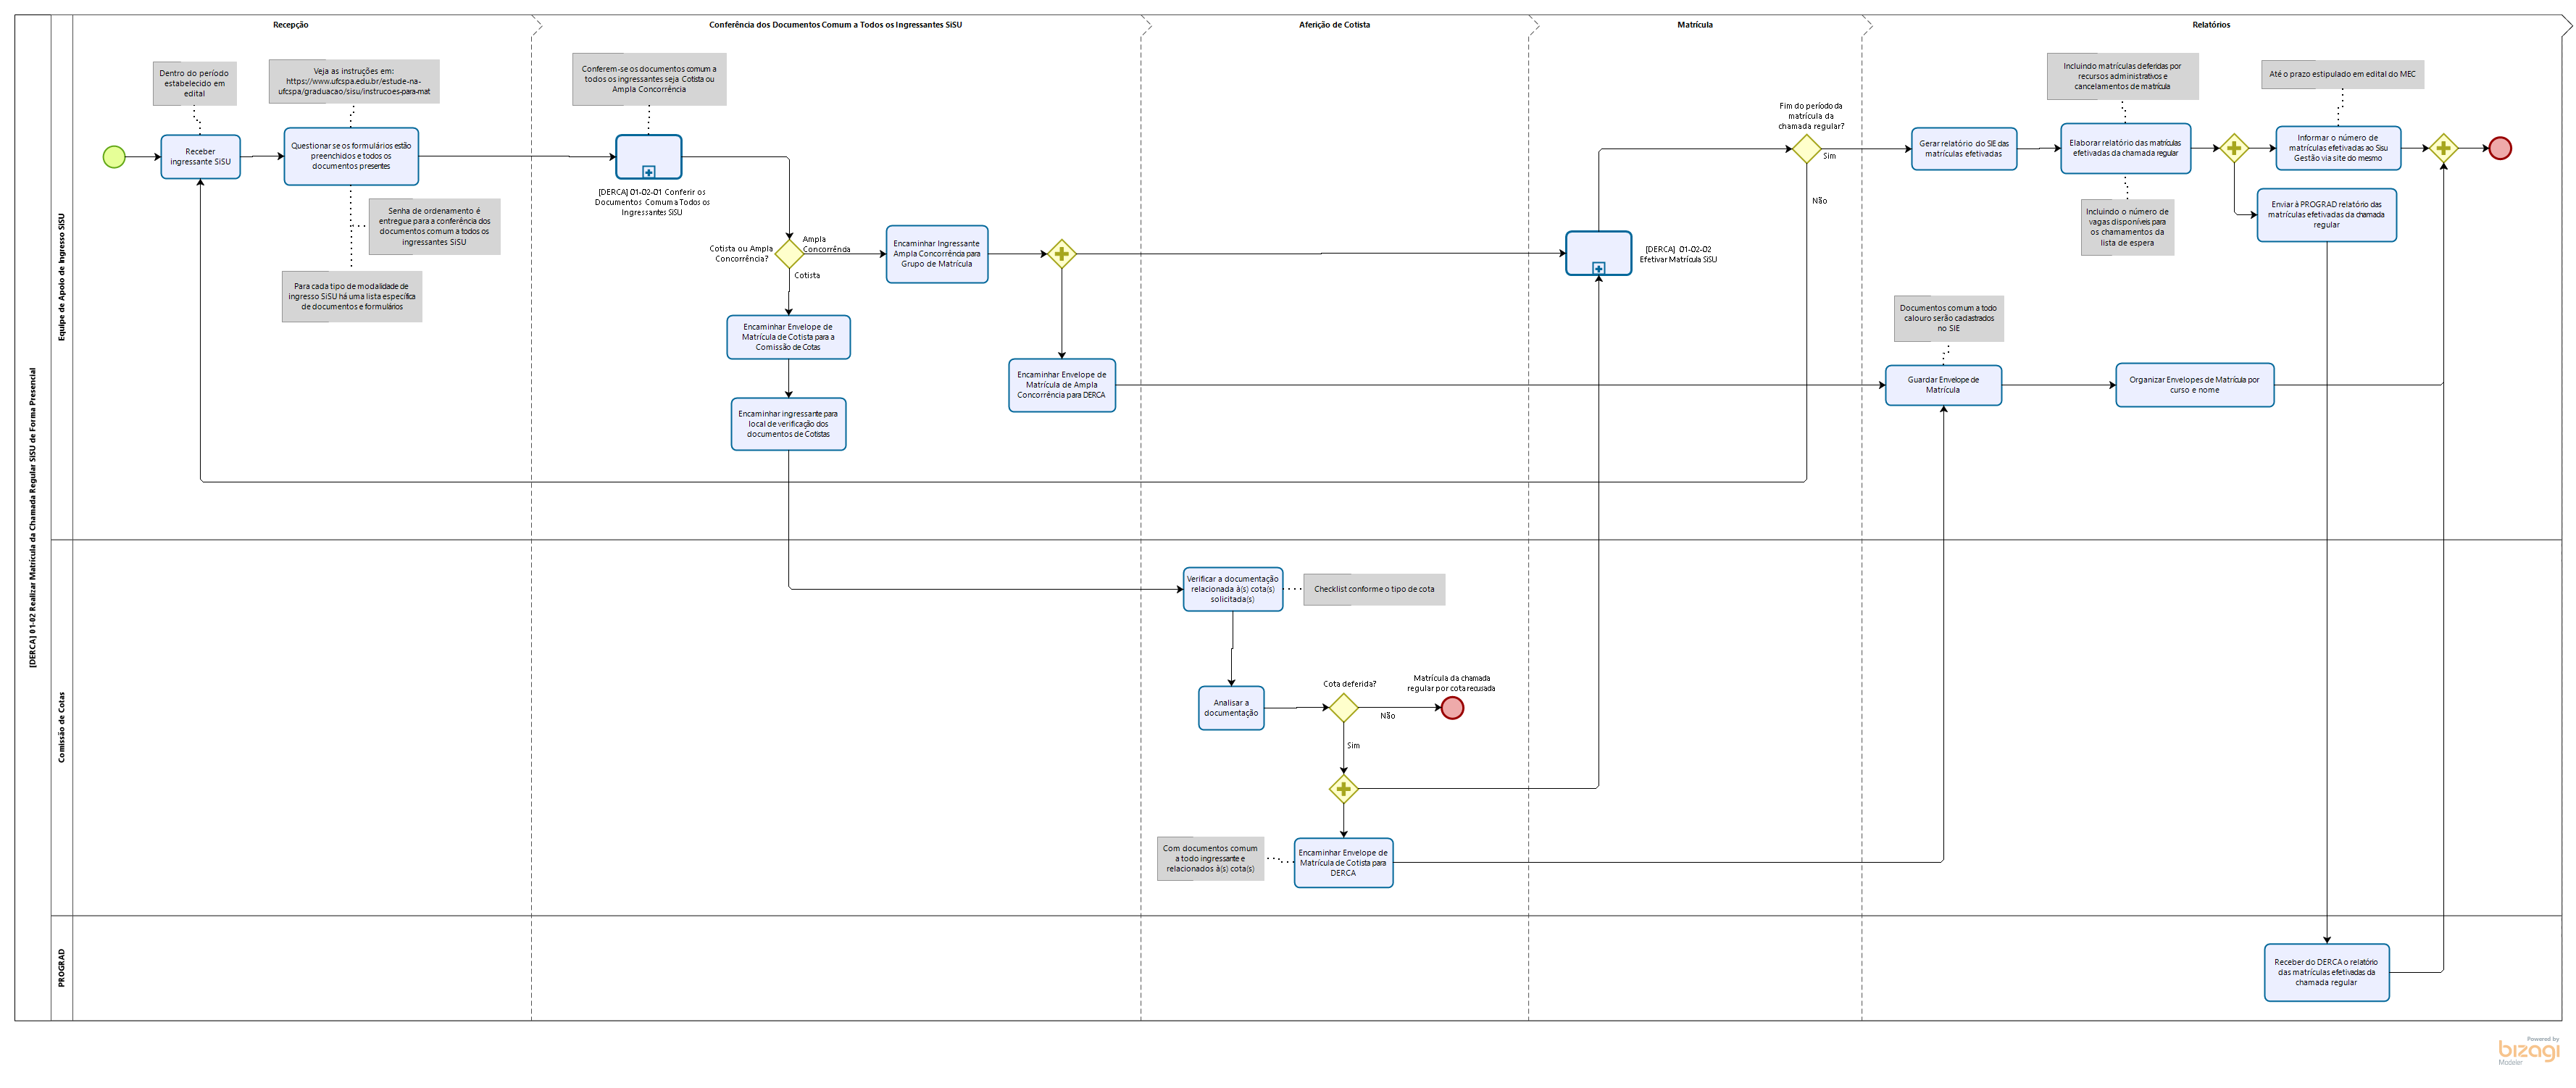 [DERCA] 01-02 Realizar Matrícula da Chamada Regular SiSU de Forma Presencial
Equipe de Apoio de Ingresso SiSU
Comissão de Cotas
PROGRAD
Recepção
Conferência dos Documentos Comum a Todos os Ingressantes SiSU
Aferição de Cotista
Matrícula
Relatórios
Dentro do período
estabelecido em
edital
Veja as instruções em:
https://www.ufcspa.edu.br/estude-na-
ufcspa/graduacao/sisu/instrucoes-para-mat
Receber
ingressante SiSU
Questionar se os formulários estão
preenchidos e todos os
documentos presentes
Senha de ordenamento é
entregue para a conferência dos
documentos comum a todos os
ingressantes SiSU
Para cada tipo de modalidade de
ingresso SiSU há uma lista específica
de documentos e formulários
Conferem-se os documentos comum a
todos os ingressantes seja Cotista ou
Ampla Concorrência
[DERCA] 01-02-01 Conferir os
Documentos Comum a Todos os
Ingressantes SiSU
Cotista ou Ampla
Concorrência?
Ampla
Concorrência
Cotista
Encaminhar Ingressante
Ampla Concorrência para
Grupo de Matrícula
Encaminhar Envelope de
Matrícula de Cotista para a
Comissão de Cotas
Encaminhar ingressante para
local de verificação dos
documentos de Cotistas
Encaminhar Envelope de
Matrícula de Ampla
Concorrência para DERCA
Verificar a documentação
relacionada à(s) cota(s)
solicitada(s)
Checklist conforme o tipo de cota
Analisar a
documentação
Cota deferida?
Não
Sim
Matrícula da chamada
regular por cota recusada
Com documentos comum
a todo ingressante e
relacionados à(s) cota(s)
Encaminhar Envelope de
Matrícula de Cotista para
DERCA
[DERCA] 01-02-02
Efetivar Matrícula SiSU
Fim do período da
matrícula da
chamada regular?
Sim
Não
Gerar relatório do SIE das
matrículas efetivadas
Incluindo matrículas deferidas por
recursos administrativos e
cancelamentos de matrícula
Elaborar relatório das matrículas
efetivadas da chamada regular
Incluindo o número de
vagas disponíveis para
os chamamentos da
lista de espera
Até o prazo estipulado em edital do MEC
Informar o número de
matrículas efetivadas ao Sisu
Gestão via site do mesmo
Enviar à PROGRAD relatório das
matrículas efetivadas da chamada
regular
Documentos comum a todo
calouro serão cadastrados
no SIE
Guardar Envelope de
Matrícula
Organizar Envelopes de Matrícula por
curso e nome
Receber do DERCA o relatório
das matrículas efetivadas da
chamada regular
Powered by
bizagi
Modeler